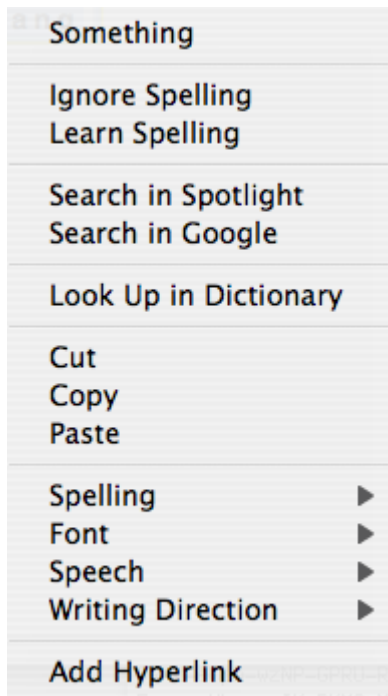 Something
Ignore Spelling
Learn Spelling
Search in Spotlight
Search in Google
Look Up in Dictionary
Cut
Copy
Paste
Spelling
Font
Speech
Writing Direction
Add Hyperlink